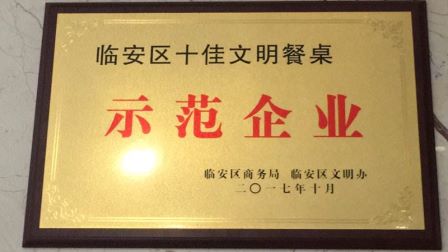 临安区十佳文明餐桌
示范企业
临安区商务局 临安区文明办
二〇一七年十月